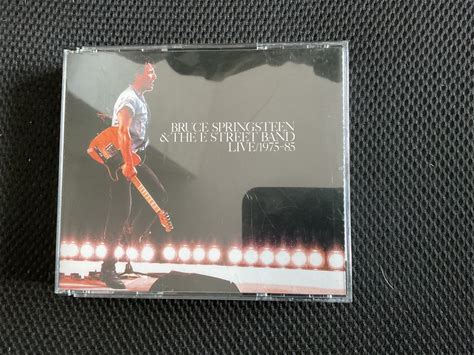 BRUCE SPRINGSTEEN
& THE E STREET BAND
LIVE/1975–85